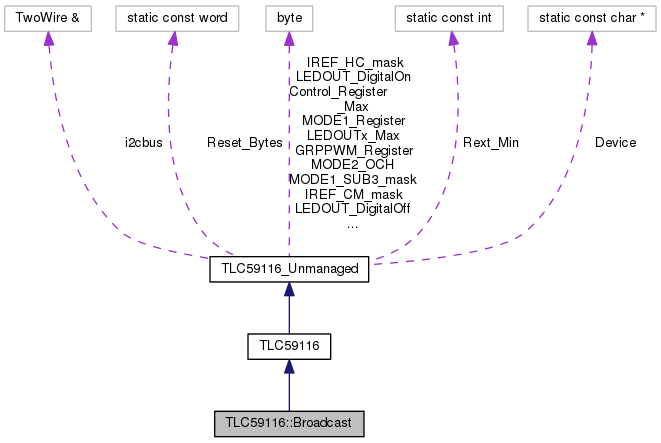 TwoWire &
static const word
byte
static const int
static const char *
IREF_HC_mask
LEDOUT_DigitalOn
Control_Register
_Max
MODE1_Register
LEDOUTx_Max
GRPPWM_Register
MODE2_OCH
MODE1_SUB3_mask
IREF_CM_mask
LEDOUT_DigitalOff
...
i2cbus
Reset_Bytes
Rext_Min
Device
TLC59116_Unmanaged
TLC59116
TLC59116::Broadcast